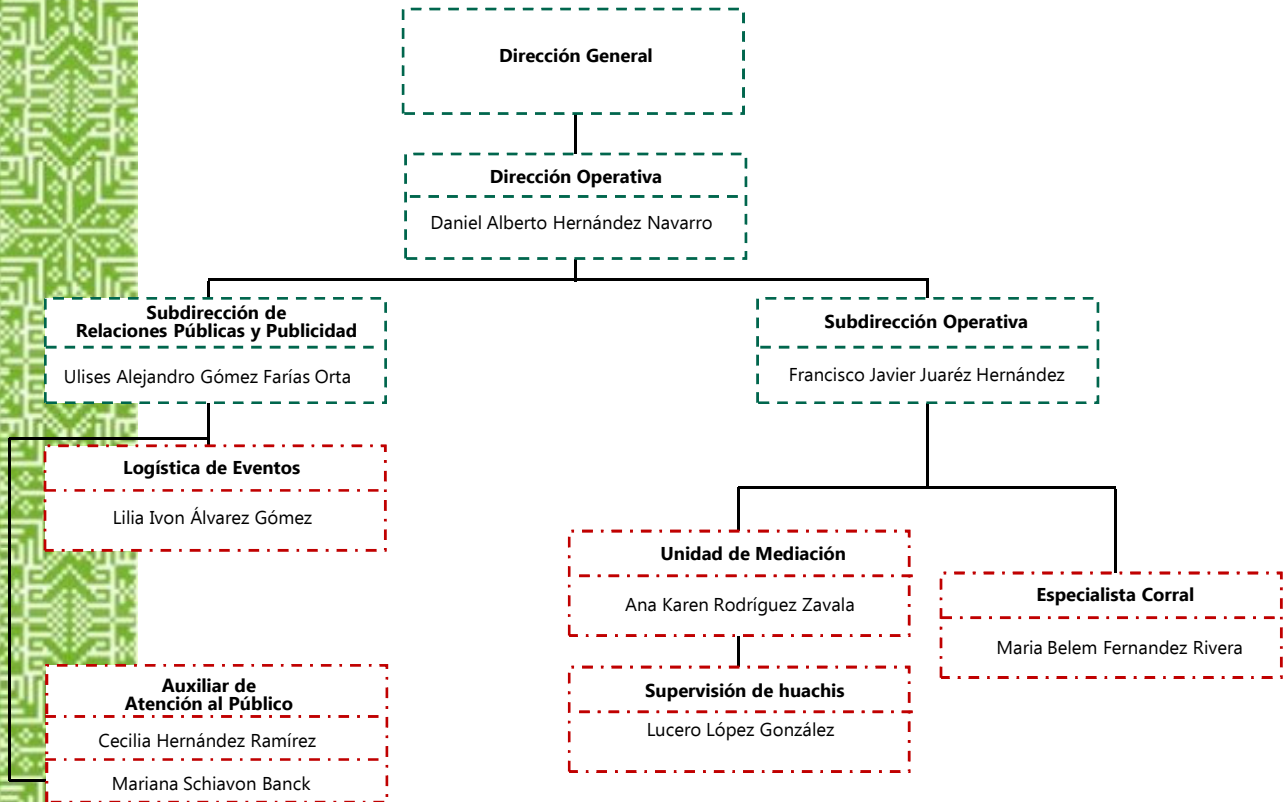 Dirección General
Dirección Operativa
Daniel Alberto Hernández Navarro
Subdirección de
Relaciones Públicas y Publicidad
Ulises Alejandro Gómez Farías Orta
Subdirección Operativa
Francisco Javier Juaréz Hernández
Logística de Eventos
Lilia Ivon Álvarez Gómez
Unidad de Mediación
Ana Karen Rodríguez Zavala
Especialista Corral
Maria Belem Fernandez Rivera
Auxiliar de
Atención al Público
Cecilia Hernández Ramírez
Mariana Schiavon Banck
Supervisión de huachis
Lucero López González